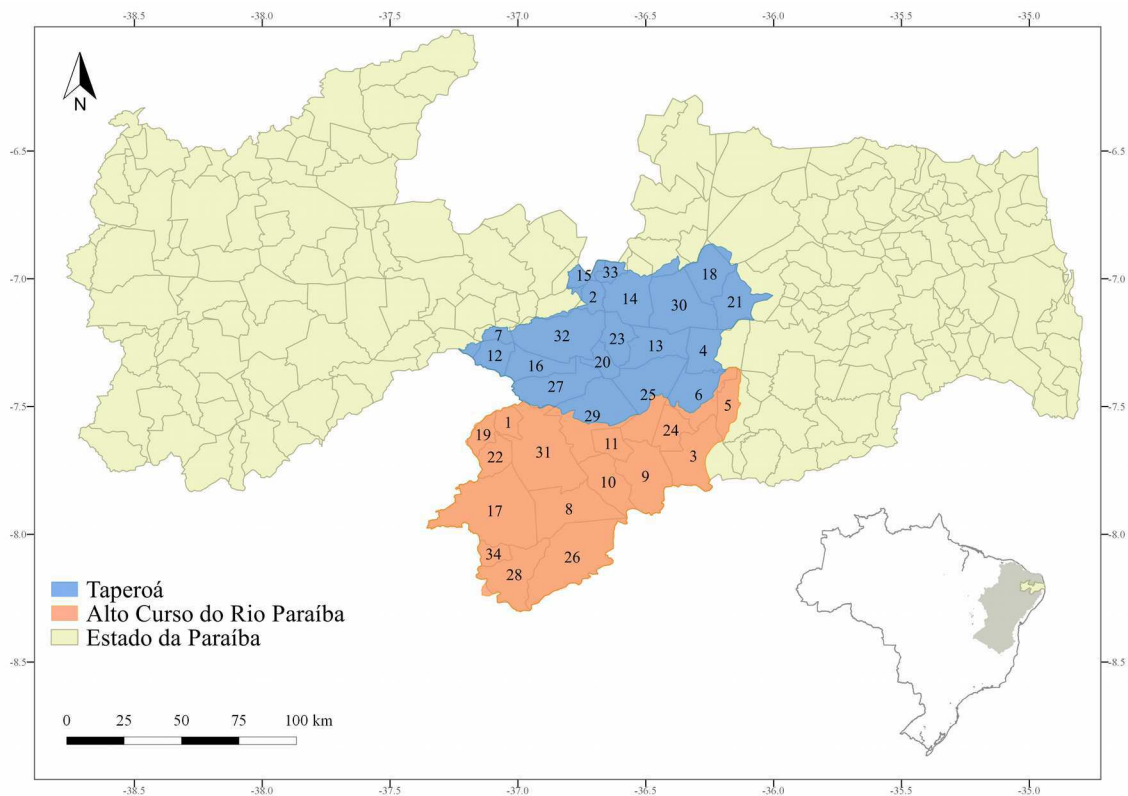 -38.5 -38.0 -37.5 -37.0 -36.5 -36.0 -35.5 -35.0
N
-6.5 -6.5
-7.0 -7.0
15 33 18
2 14 30 21
7 32 23 13 4
12 16 20
27 25 6
-7.5 29 5 -7.5
1 24
19 31 11 3
22 10 9
17 8
-8.0 34 26 -8.0
28
Taperoá
Alto Curso do Rio Paraíba
Estado da Paraíba
-8.5 -8.5
0 25 50 75 100 km
-38.5 -38.0 -37.5 -37.0 -36.5 -36.0 -35.5 -35.0